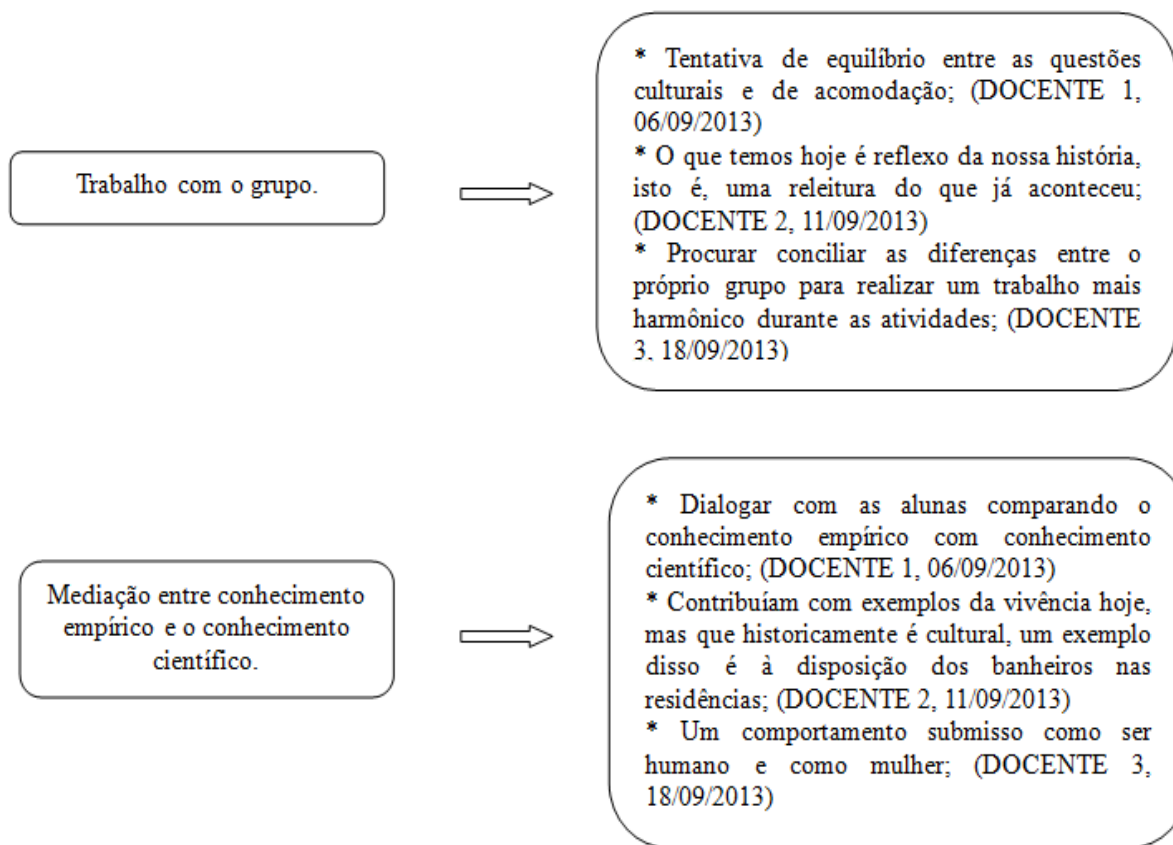 Trabalho com o grupo.
* Tentativa de equilíbrio entre as questões
culturais e de acomodação; (DOCENTE 1,
06/09/2013)
* O que temos hoje é reflexo da nossa história,
isto é, uma releitura do que já aconteceu;
(DOCENTE 2, 11/09/2013)
* Procurar conciliar as diferenças entre o
próprio grupo para realizar um trabalho mais
harmônico durante as atividades; (DOCENTE
3, 18/09/2013)
Mediação entre conhecimento
empírico e o conhecimento
científico.
* Dialogar com as alunas comparando o
conhecimento empírico com conhecimento
científico; (DOCENTE 1, 06/09/2013)
* Contribuíam com exemplos da vivência hoje,
mas que historicamente é cultural, um exemplo
disso é à disposição dos banheiros nas
residências; (DOCENTE 2, 11/09/2013)
* Um comportamento submisso como ser
humano e como mulher; (DOCENTE 3,
18/09/2013)